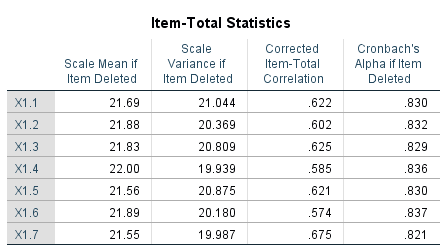 Item-Total Statistics
Scale Mean if Item Deleted Scale Variance if Item Deleted Corrected Item-Total Correlation Cronbach's Alpha if Item Deleted
X1.1 21.69 21.044 .622 .830
X1.2 21.88 20.369 .602 .832
X1.3 21.83 20.809 .625 .829
X1.4 22.00 19.939 .585 .836
X1.5 21.56 20.875 .621 .830
X1.6 21.89 20.180 .574 .837
X1.7 21.55 19.987 .675 .821